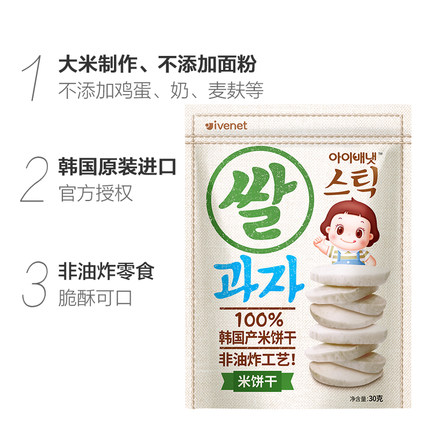 1
大米制作、不添加面粉
不添加鸡蛋、奶、麦麸等
2
韩国原装进口
官方授权
3
非油炸零食
脆酥可口
ivenet
아이배냇
스틱
쌀
과자
100%
韩国产米饼干
非油炸工艺!
米饼干
净含量:30克